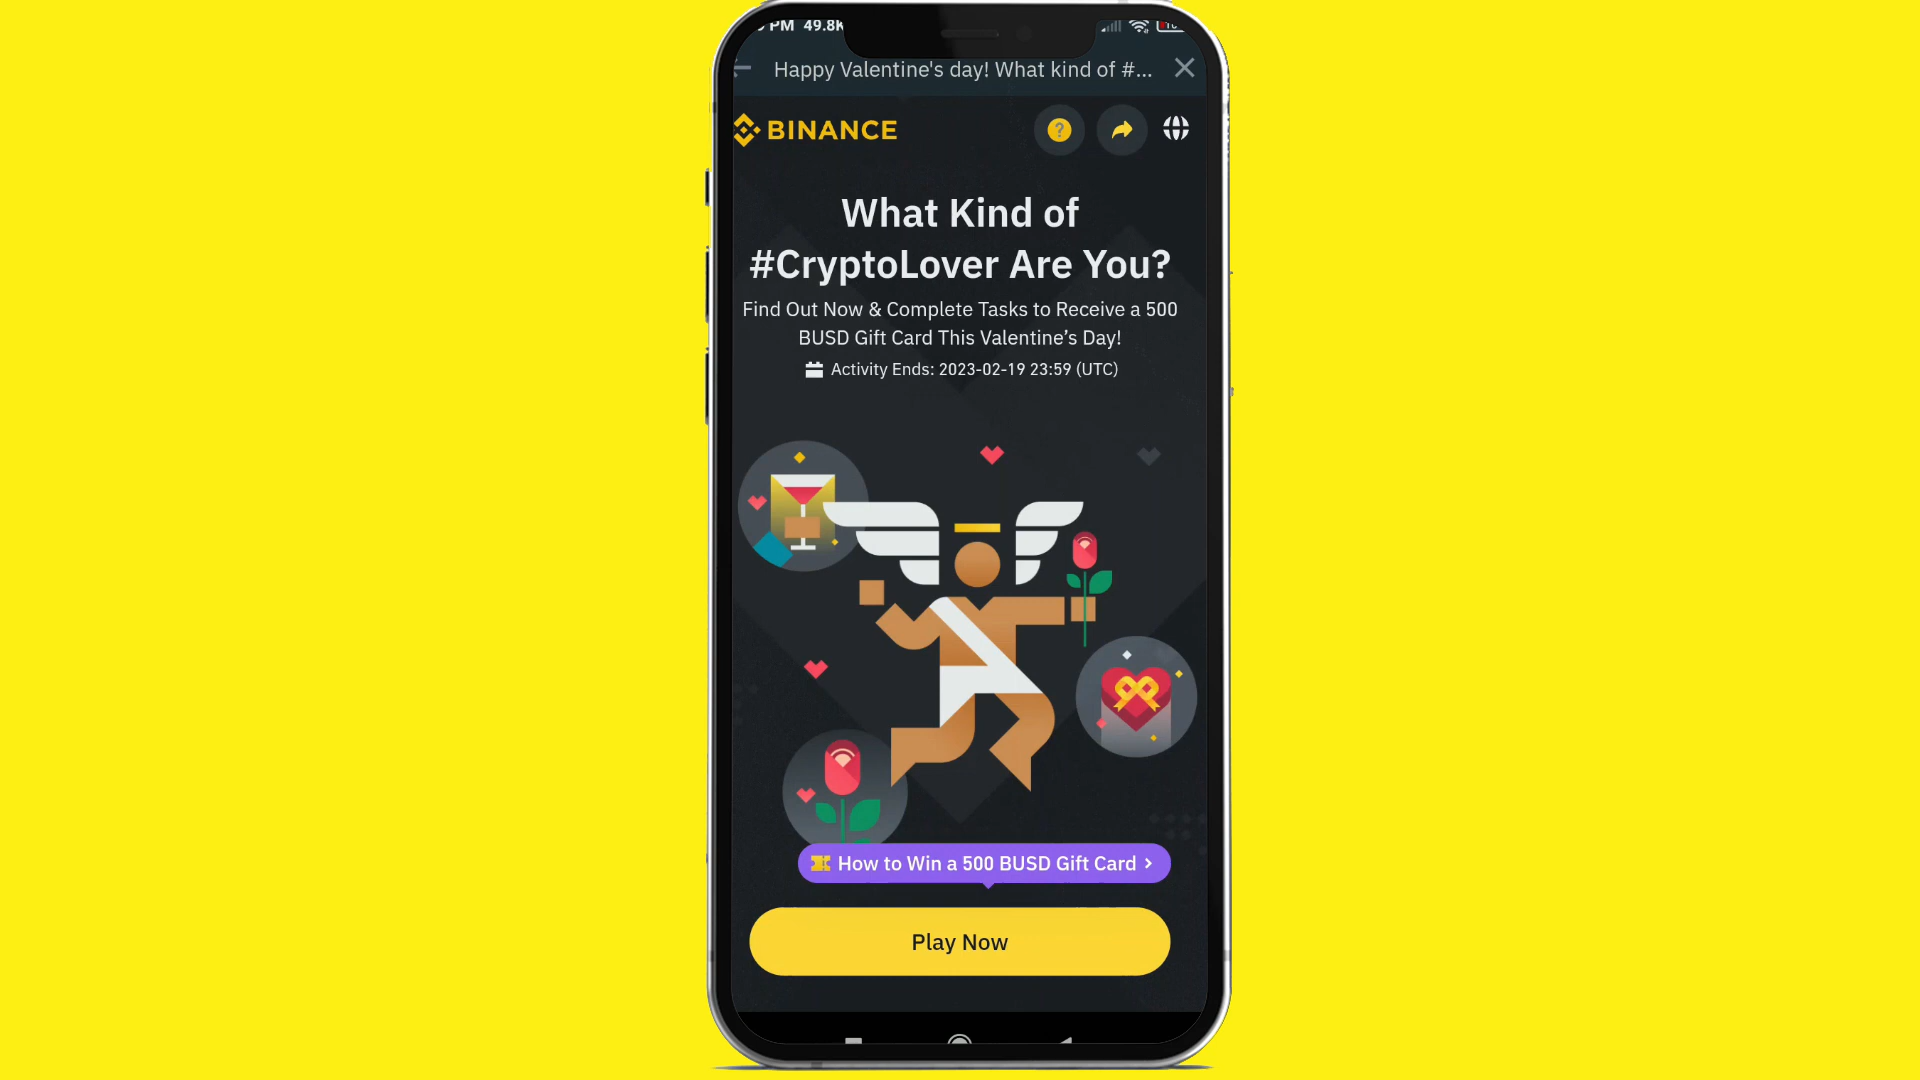 PM 49.8K
Happy Valentine's day! What kind of #...
BINANCE
?
What Kind of
#CryptoLover Are You?
Find Out Now & Complete Tasks to Receive a 500
BUSD Gift Card This Valentine’s Day!
Activity Ends: 2023-02-19 23:59 (UTC)
How to Win a 500 BUSD Gift Card >
Play Now